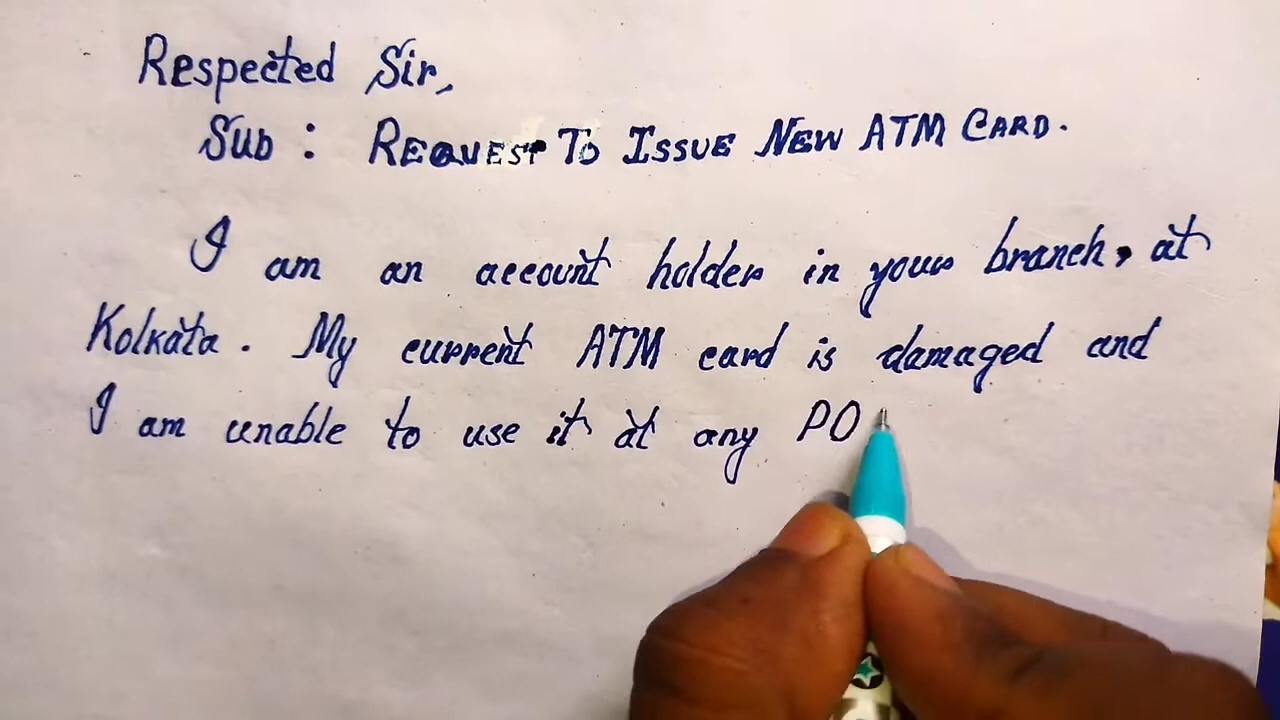 Respected Sir,
Sub : REQUEST TO ISSUE NEW ATM CARD.
I am an account holder in your branch, at
Kolkata. My current ATM card is damaged and
I am unable to use it at any PO